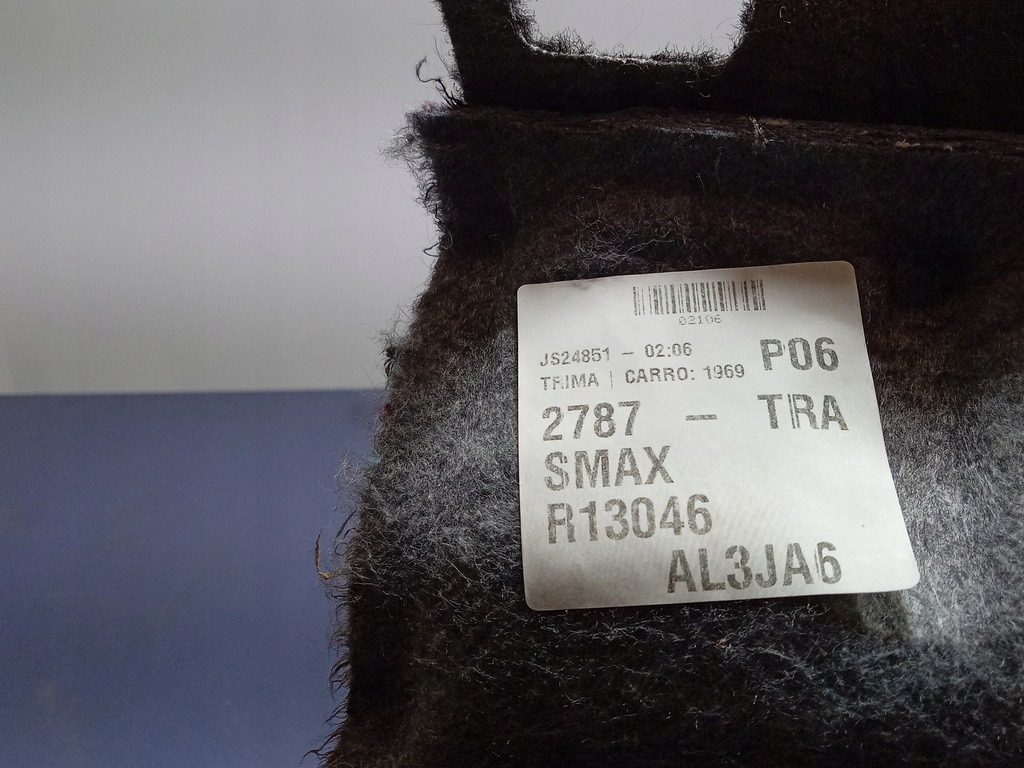 02106
JS24851 – 02:06 P06
TRIMA | CARRO: 1969
2787 – TRA
SMAX
R13046
AL3JA6